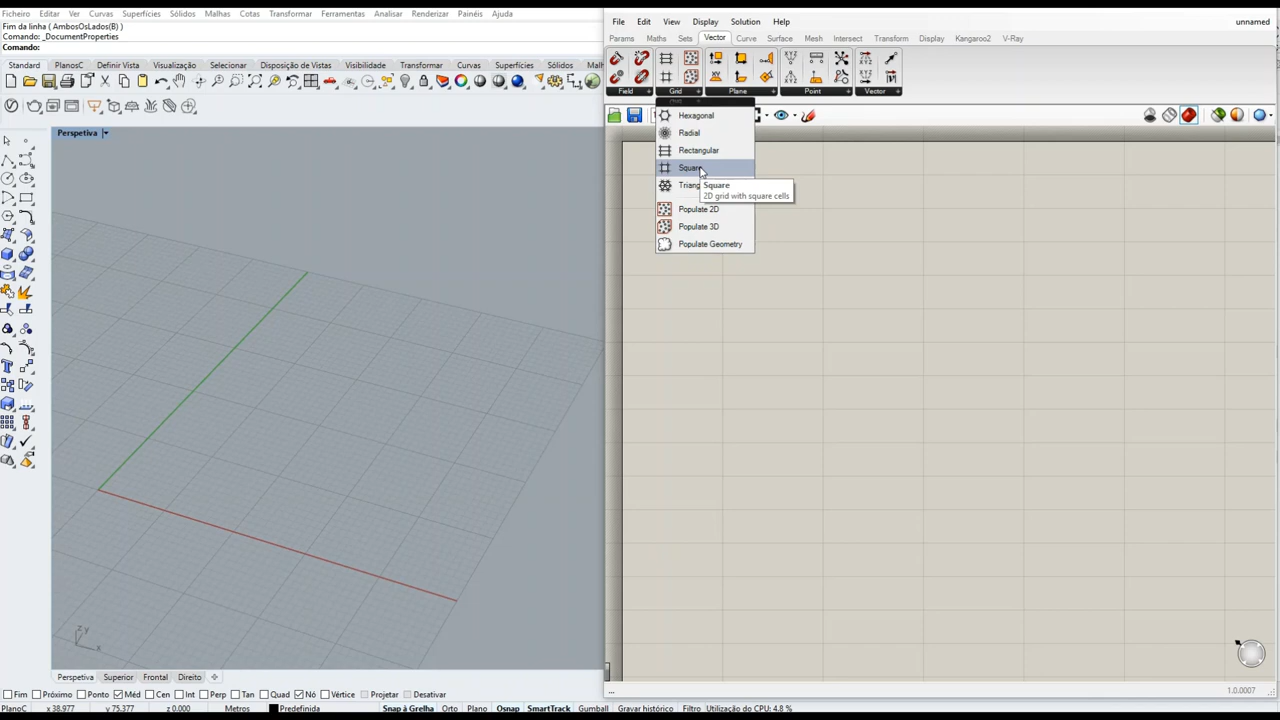 Ficheiro Editar Ver Curvas Superfícies Sólidos Malhas Cotas Transformar Ferramentas Analisar Renderizar Painéis Ajuda
Fim da linha ( AmbosOsLados(B) )
Comando: _DocumentProperties
Comando:
Standard PlanosC Definir Vista Visualização Selecionar Disposição de Vistas Visibilidade Transformar Curvas Superfícies Sólidos Malh
Perspetiva
z y
x
Perspetiva Superior Frontal Direito
Fim Próximo Ponto Méd Cen Int Perp Tan Quad Nó Vértice Projetar Desativar
PlanoC x 38.977 y 75.377 z 0.000 Metros Predefinida Snap à Grelha Orto Plano Osnap SmartTrack Gumball Gravar histórico Filtro Utilização do CPU: 4.8 %
File Edit View Display Solution Help unnamed
Params Maths Sets Vector Curve Surface Mesh Intersect Transform Display Kangaroo2 V-Ray
Field Grid Plane Point Vector
Hexagonal
Radial
Rectangular
Square
Triang
Square
2D grid with square cells
Populate 2D
Populate 3D
Populate Geometry
...
1.0.0007